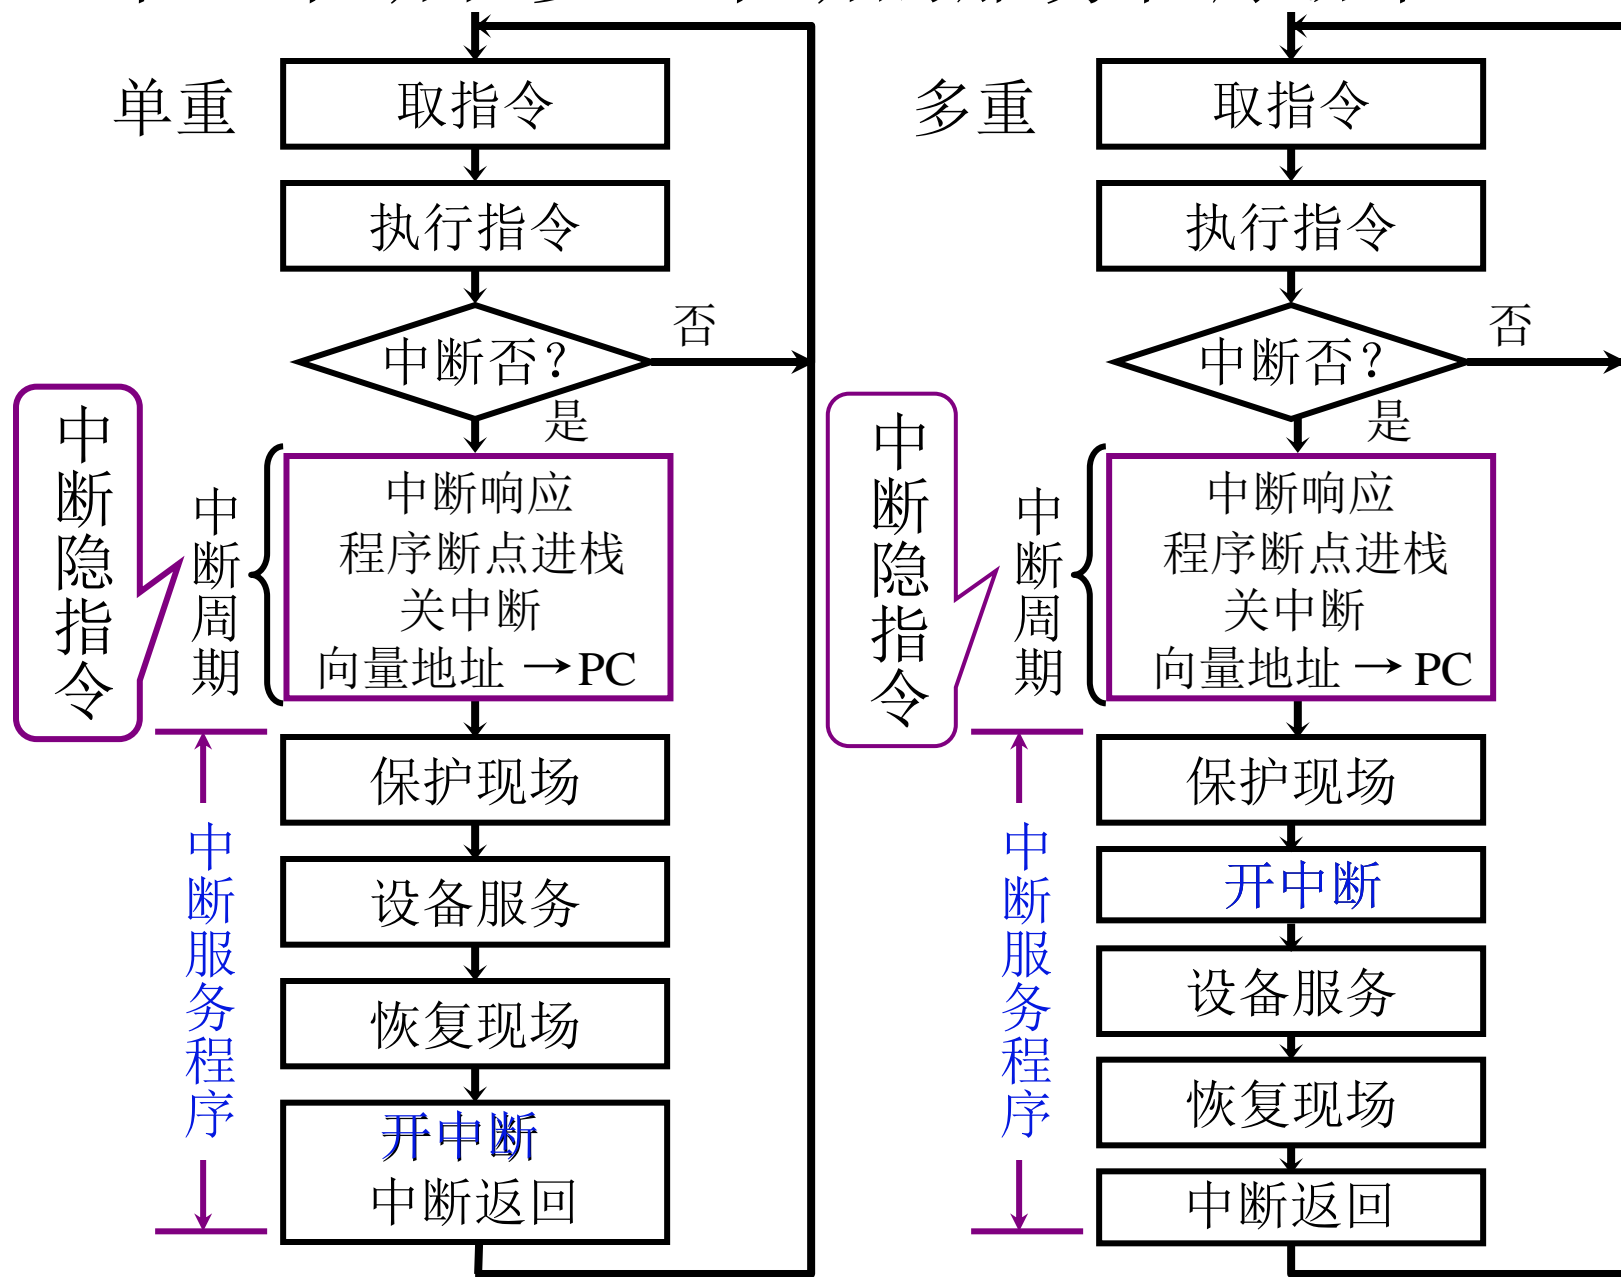 单重
取指令
执行指令
中断否？
否
是
中断隐指令
中断周期
中断响应
程序断点进栈
关中断
向量地址 → PC
中断服务程序
保护现场
设备服务
恢复现场
开中断
中断返回
多重
取指令
执行指令
中断否？
否
是
中断隐指令
中断周期
中断响应
程序断点进栈
关中断
向量地址 → PC
中断服务程序
保护现场
开中断
设备服务
恢复现场
中断返回